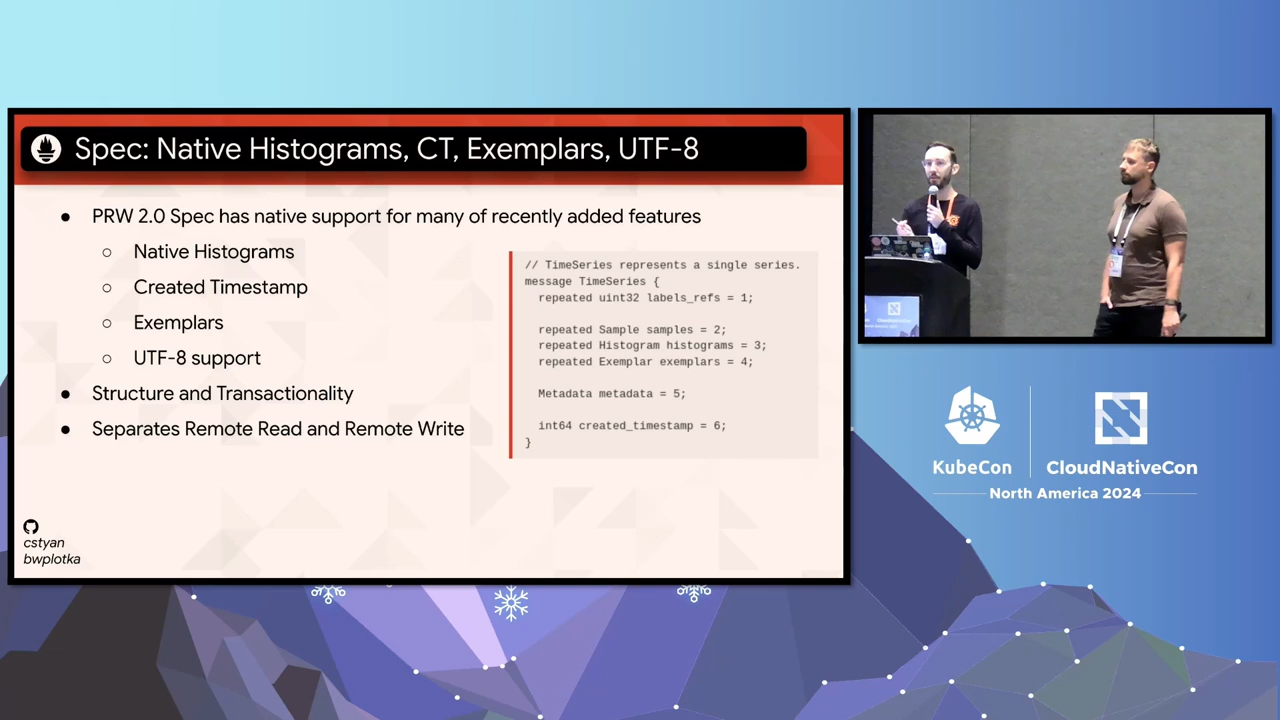 Spec: Native Histograms, CT, Exemplars, UTF-8
● PRW 2.0 Spec has native support for many of recently added features
○ Native Histograms
○ Created Timestamp
○ Exemplars
○ UTF-8 support
● Structure and Transactionality
● Separates Remote Read and Remote Write
// TimeSeries represents a single series.
message TimeSeries {
repeated uint32 labels_refs = 1;
repeated Sample samples = 2;
repeated Histogram histograms = 3;
repeated Exemplar exemplars = 4;
Metadata metadata = 5;
int64 created_timestamp = 6;
}
cstyan
bwplotka
KubeCon
CloudNativeCon
North America 2024